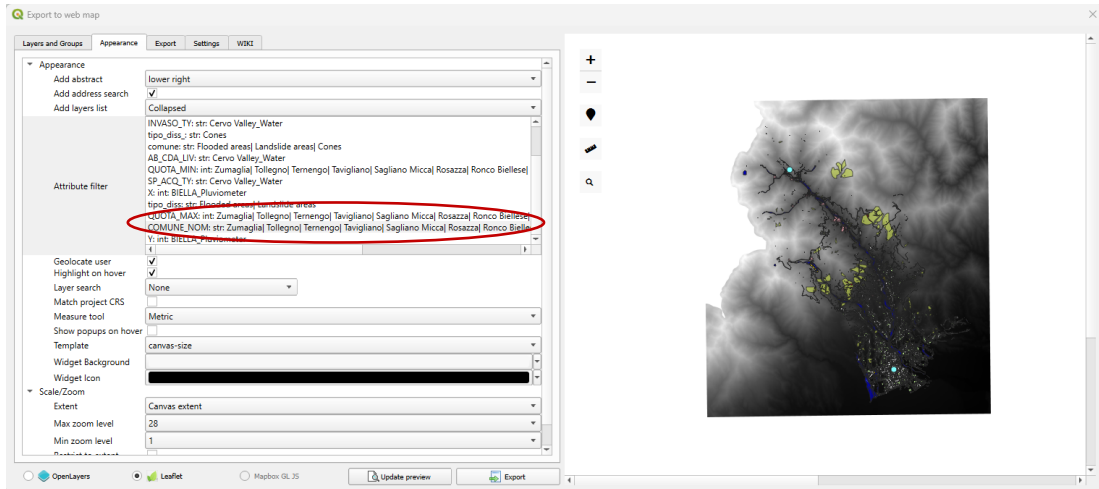 Export to web map
Layers and Groups Appearance Export Settings WIKI
Appearance
Add abstract lower right
Add address search
Add layers list Collapsed
Attribute filter
INVASO_TY: str: Cervo Valley_Water
tipo_diss_: str: Cones
comune: str: Flooded areas| Landslide areas| Cones
AB_CDA_LIV: str: Cervo Valley_Water
QUOTA_MIN: int: Zumaglia| Tollegno| Ternengo| Tavigliano| Sagliano Micca| Rosazza| Ronco Biellese|
SP_ACQ_TY: str: Cervo Valley_Water
X: int: BIELLA_Pluviometer
tipo_diss: str: Flooded areas| Landslide areas
QUOTA_MAX: int: Zumaglia| Tollegno| Ternengo| Tavigliano| Sagliano Micca| Rosazza| Ronco Biellese|
COMUNE_NOM: str: Zumaglia| Tollegno| Ternengo| Tavigliano| Sagliano Micca| Rosazza| Ronco Bielle
Y: int: BIELLA_Pluviometer
Geolocate user
Highlight on hover
Layer search None
Match project CRS
Measure tool Metric
Show popups on hover
Template canvas-size
Widget Background
Widget Icon
Scale/Zoom
Extent Canvas extent
Max zoom level 28
Min zoom level 1
Restrict to extent
OpenLayers Leaflet Mapbox GL JS Update preview Export